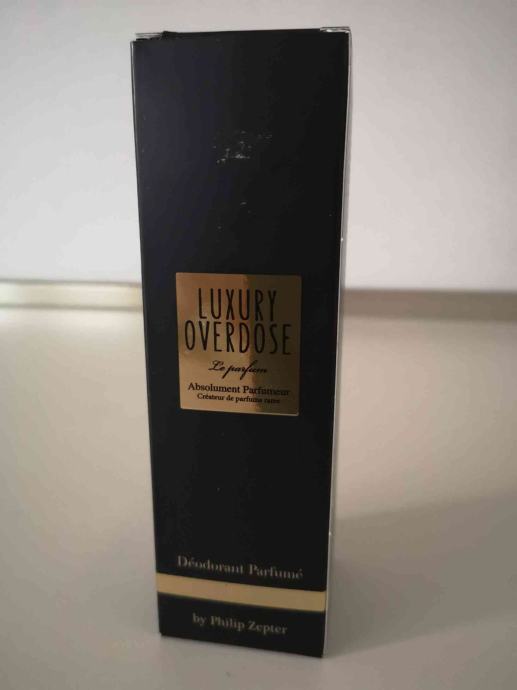 LUXURY
OVERDOSE
Le parfum
Absolument Parfumeur
Créateur de parfums rares
Déodorant Parfumé
by Philip Zepter